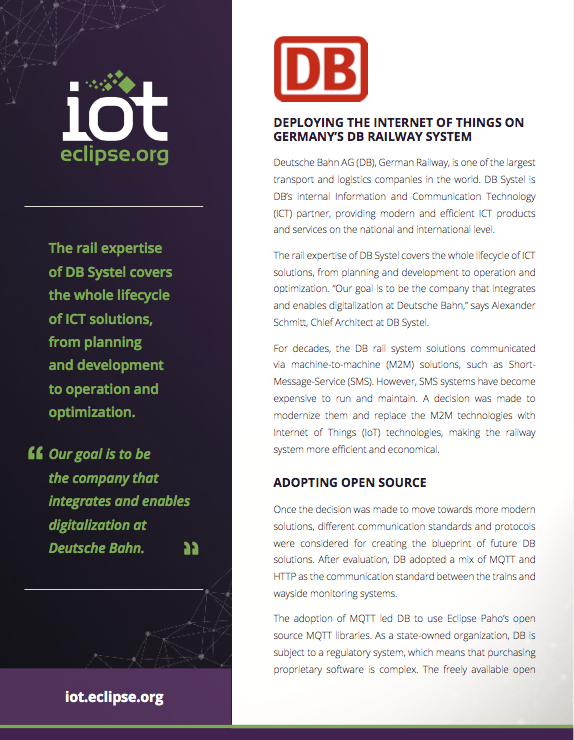 iot
eclipse.org
The rail expertise
of DB Systel covers
the whole lifecycle
of ICT solutions,
from planning
and development
to operation and
optimization.
“ Our goal is to be
the company that
integrates and enables
digitalization at
Deutsche Bahn. ”
iot.eclipse.org
DB
DEPLOYING THE INTERNET OF THINGS ON
GERMANY’S DB RAILWAY SYSTEM
Deutsche Bahn AG (DB), German Railway, is one of the largest
transport and logistics companies in the world. DB Systel is
DB’s internal Information and Communication Technology
(ICT) partner, providing modern and efficient ICT products
and services on the national and international level.
The rail expertise of DB Systel covers the whole lifecycle of ICT
solutions, from planning and development to operation and
optimization. “Our goal is to be the company that integrates
and enables digitalization at Deutsche Bahn,” says Alexander
Schmitt, Chief Architect at DB Systel.
For decades, the DB rail system solutions communicated
via machine-to-machine (M2M) solutions, such as Short-
Message-Service (SMS). However, SMS systems have become
expensive to run and maintain. A decision was made to
modernize them and replace the M2M technologies with
Internet of Things (IoT) technologies, making the railway
system more efficient and economical.
ADOPTING OPEN SOURCE
Once the decision was made to move towards more modern
solutions, different communication standards and protocols
were considered for creating the blueprint of future DB
solutions. After evaluation, DB adopted a mix of MQTT and
HTTP as the communication standard between the trains and
wayside monitoring systems.
The adoption of MQTT led DB to use Eclipse Paho’s open
source MQTT libraries. As a state-owned organization, DB is
subject to a regulatory system, which means that purchasing
proprietary software is complex. The freely available open